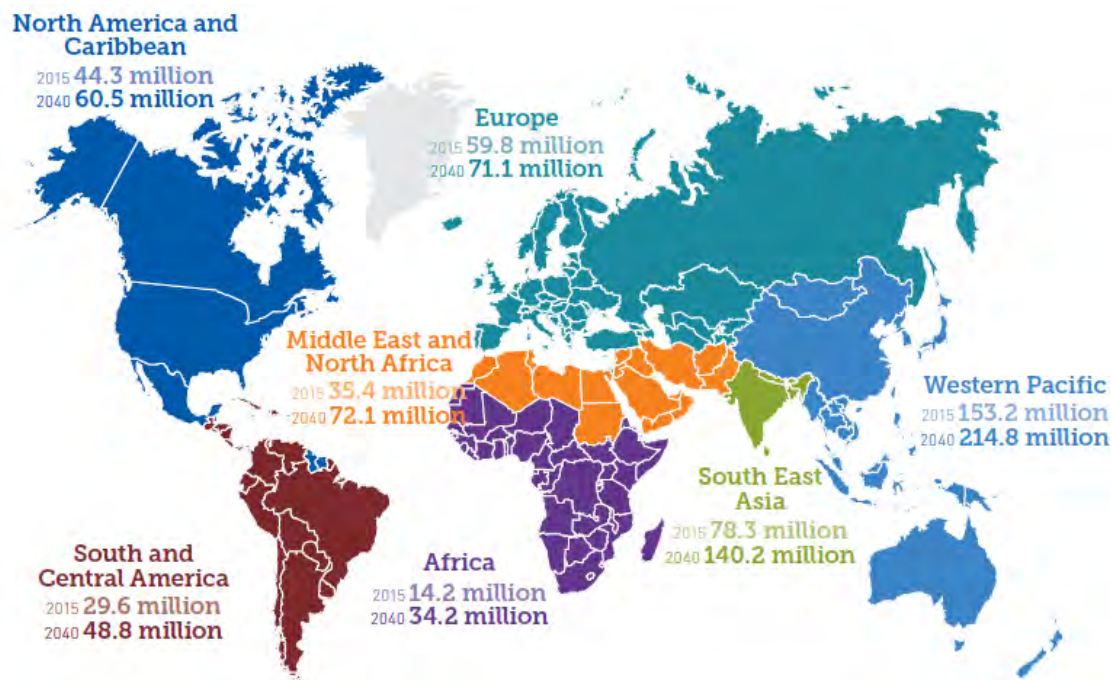 North America and
Caribbean
2015 44.3 million
2040 60.5 million
Europe
2015 59.8 million
2040 71.1 million
Middle East and
North Africa
2015 35.4 million
2040 72.1 million
Western Pacific
2015 153.2 million
2040 214.8 million
South East
Asia
2015 78.3 million
2040 140.2 million
South and
Central America
2015 29.6 million
2040 48.8 million
Africa
2015 14.2 million
2040 34.2 million